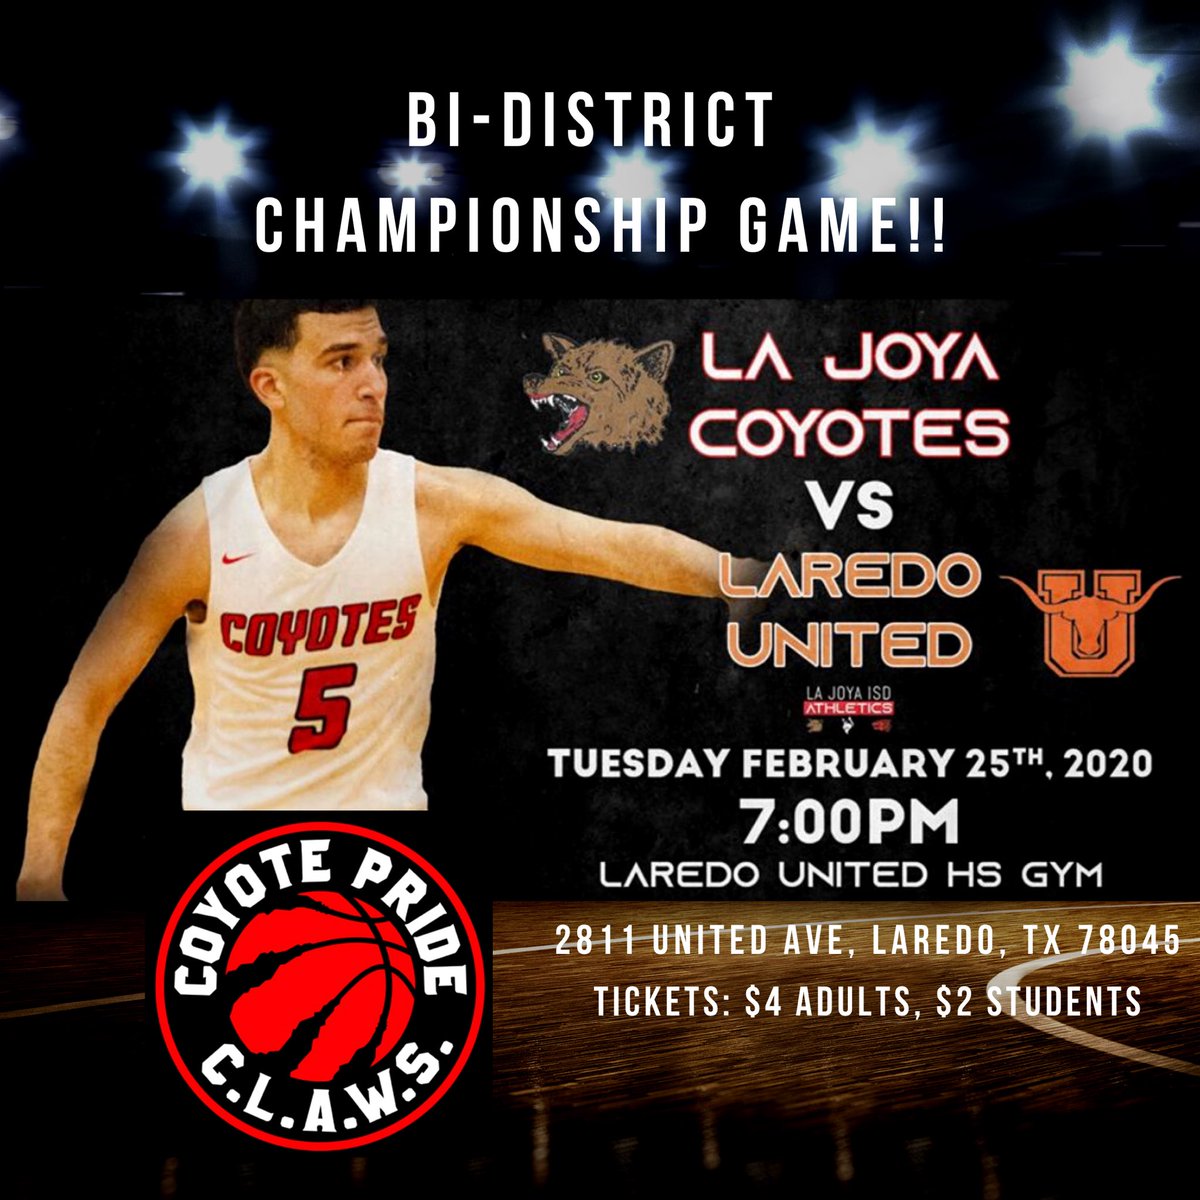 BI-DISTRICT
CHAMPIONSHIP GAME!!
LA JOYA
COYOTES
VS
LAREDO
UNITED
U
LA JOYA ISD
ATHLETICS
COYOTES
5
TUESDAY FEBRUARY 25TH, 2020
7:00PM
LAREDO UNITED HS GYM
2811 UNITED AVE, LAREDO, TX 78045
TICKETS: $4 ADULTS, $2 STUDENTS
COYOTE PRIDE
C.L.A.W.S.